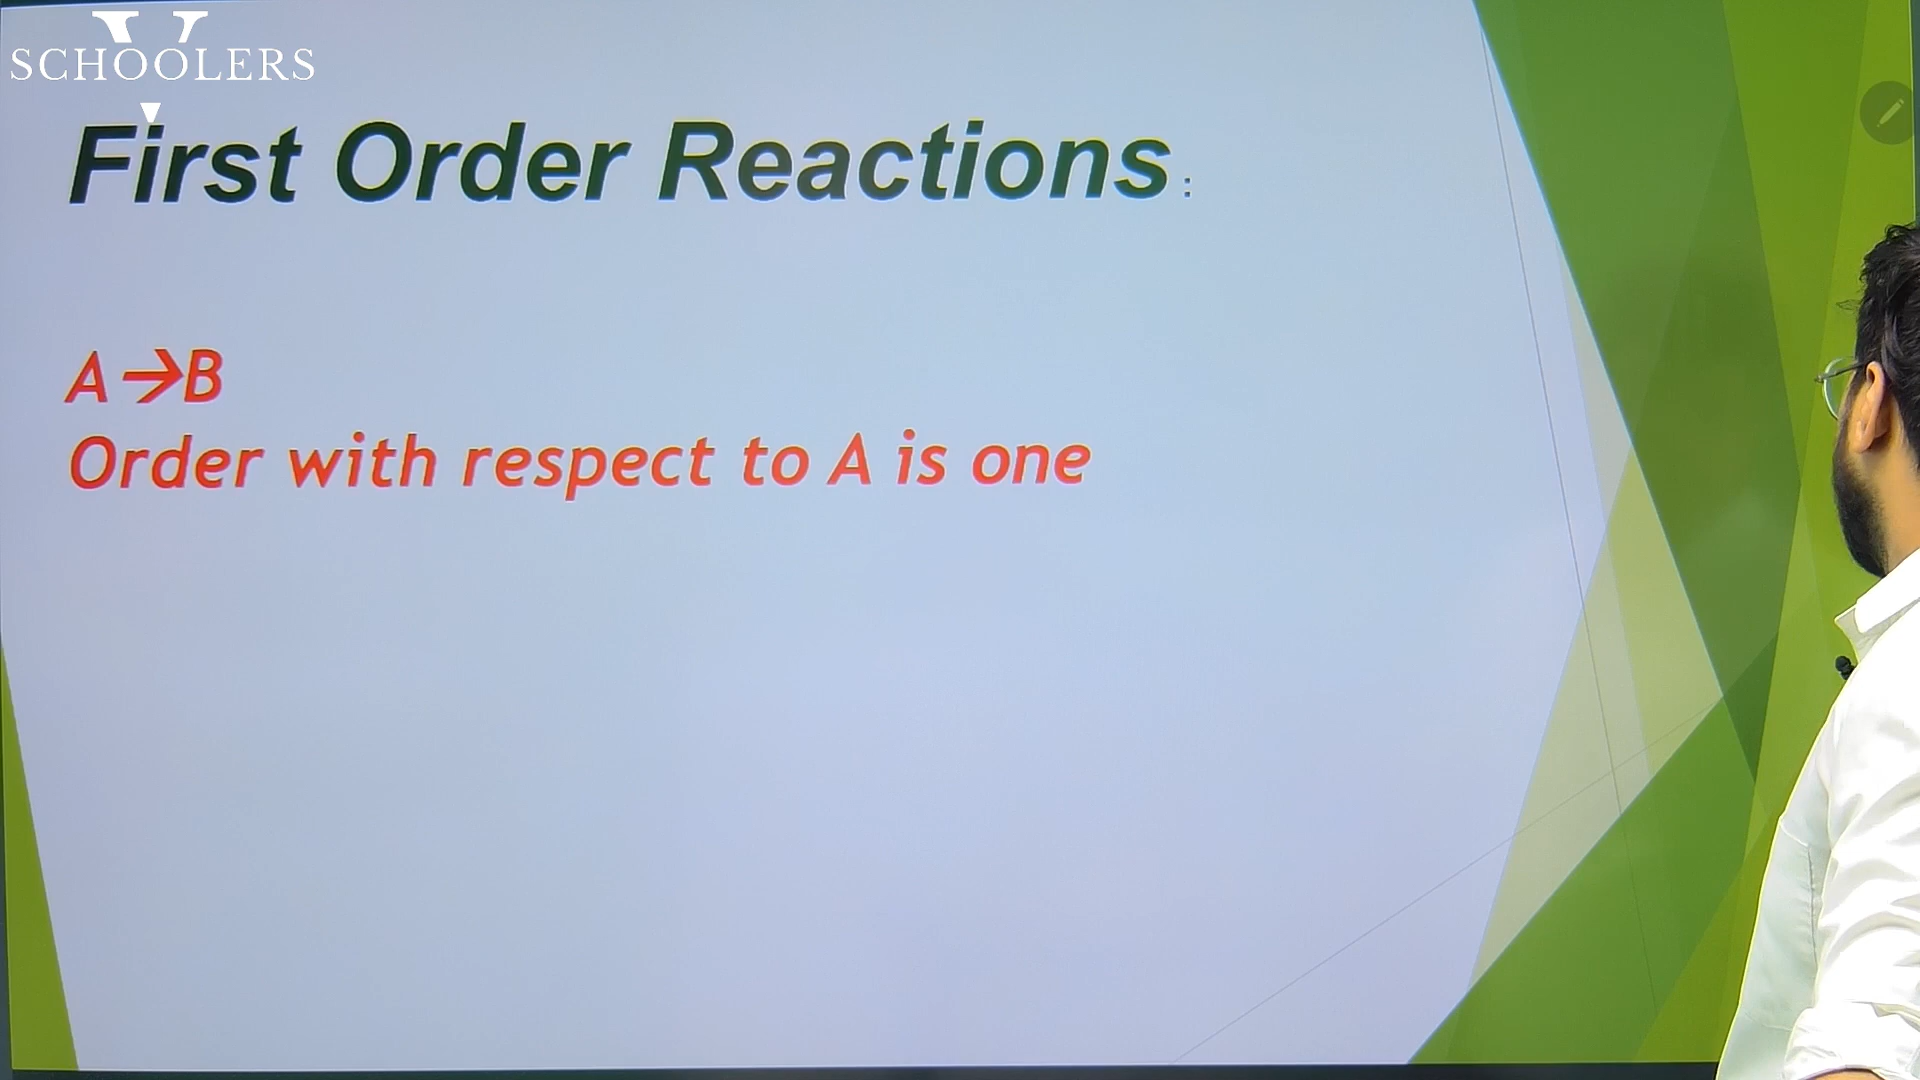 V
SCHOOLERS
First Order Reactions:
A→B
Order with respect to A is one